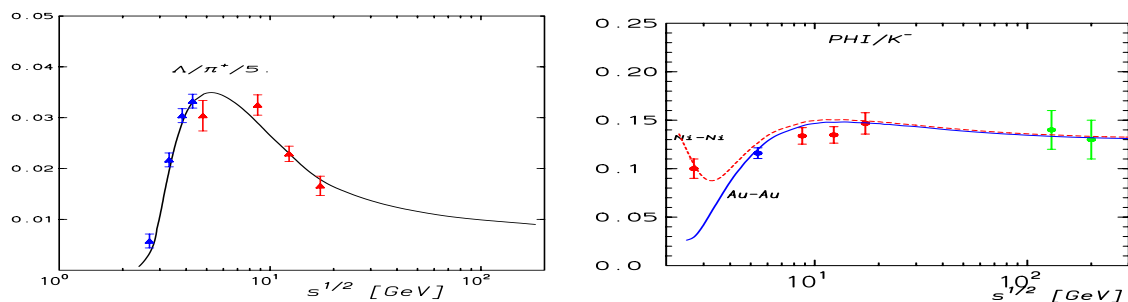 0.05
0.04
0.03
0.02
0.01
Λ/π⁺/5.
10⁰
10¹
10²
s^{1/2} [GeV]
0.25
0.20
0.15
0.10
0.05
0.0
PHI/K⁻
Ni-Ni
Au-Au
10¹
10²
s^{1/2} [GeV]